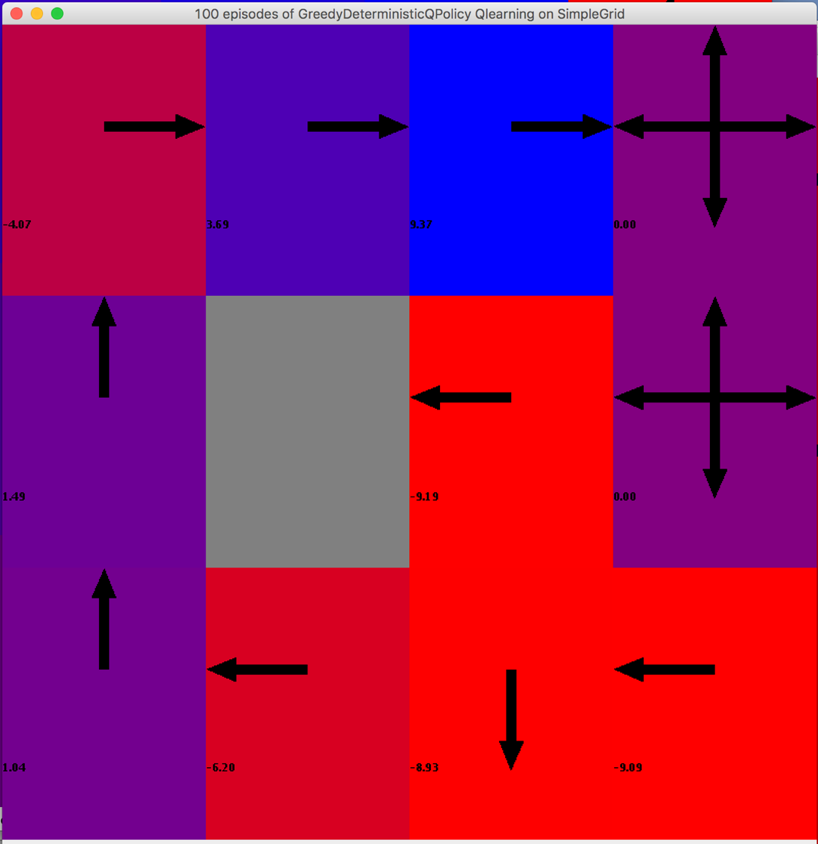 100 episodes of GreedyDeterministicQPolicy Qlearning on SimpleGrid
-4.07 3.69 9.37 0.00
1.49 -9.19 0.00
1.04 -6.20 -8.93 -9.09